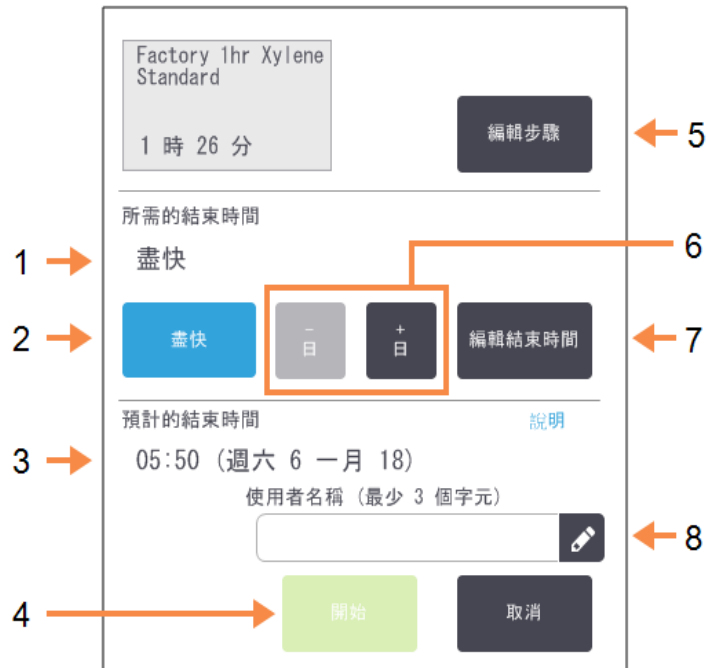 Factory 1hr Xylene
Standard
1 時 26 分
編輯步驟
5
所需的結束時間
6
1
盡快
2
盡快
-
日
+
日
編輯結束時間
7
預計的結束時間
說明
3
05:50 (週六 6 一月 18)
使用者名稱 (最少 3 個字元)
8
4
開始
取消